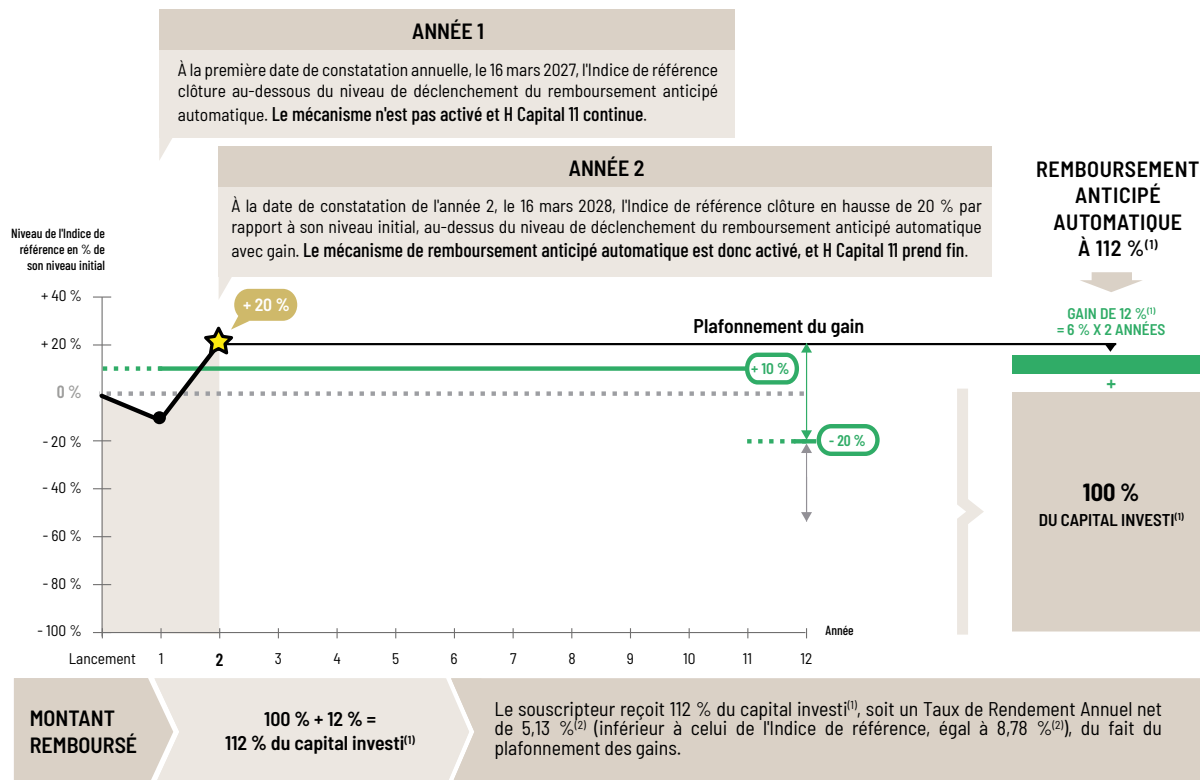 ANNÉE 1
À la première date de constatation annuelle, le 16 mars 2027, l'Indice de référence
clôture au-dessous du niveau de déclenchement du remboursement anticipé
automatique. Le mécanisme n'est pas activé et H Capital 11 continue.
ANNÉE 2
À la date de constatation de l'anée 2, le 16 mars 2028, l'Indice de référence clôture en hausse de 20 % par
rapport à son niveau initial, au-dessus du niveau de déclenchement du remboursement anticipé automatique
avec gain. Le mécanisme de remboursement anticipé automatique est donc activé, et H Capital 11 prend fin.
REMBOURSEMENT
ANTICIPÉ
AUTOMATIQUE
À 112 %(1)
GAIN DE 12 %(1)
= 6 % X 2 ANNÉES
+
100 %
DU CAPITAL INVESTI(1)
Niveau de l'Indice de
référence en % de
son niveau initial
+ 40 %
+ 20 %
0 %
- 20 %
- 40 %
- 60 %
- 80 %
- 100 %
+ 20 %
Plafonnement du gain
+ 10 %
- 20 %
Année
Lancement 1 2 3 4 5 6 7 8 9 10 11 12
MONTANT
REMBOURSÉ
100 % + 12 % =
112 % du capital investi(1)
Le souscripteur reçoit 112 % du capital investi(1), soit un Taux de Rendement Annuel net
de 5,13 %(2) (inférieur à celui de l'Indice de référence, égal à 8,78 %(2)), du fait du
plafonnement des gains.